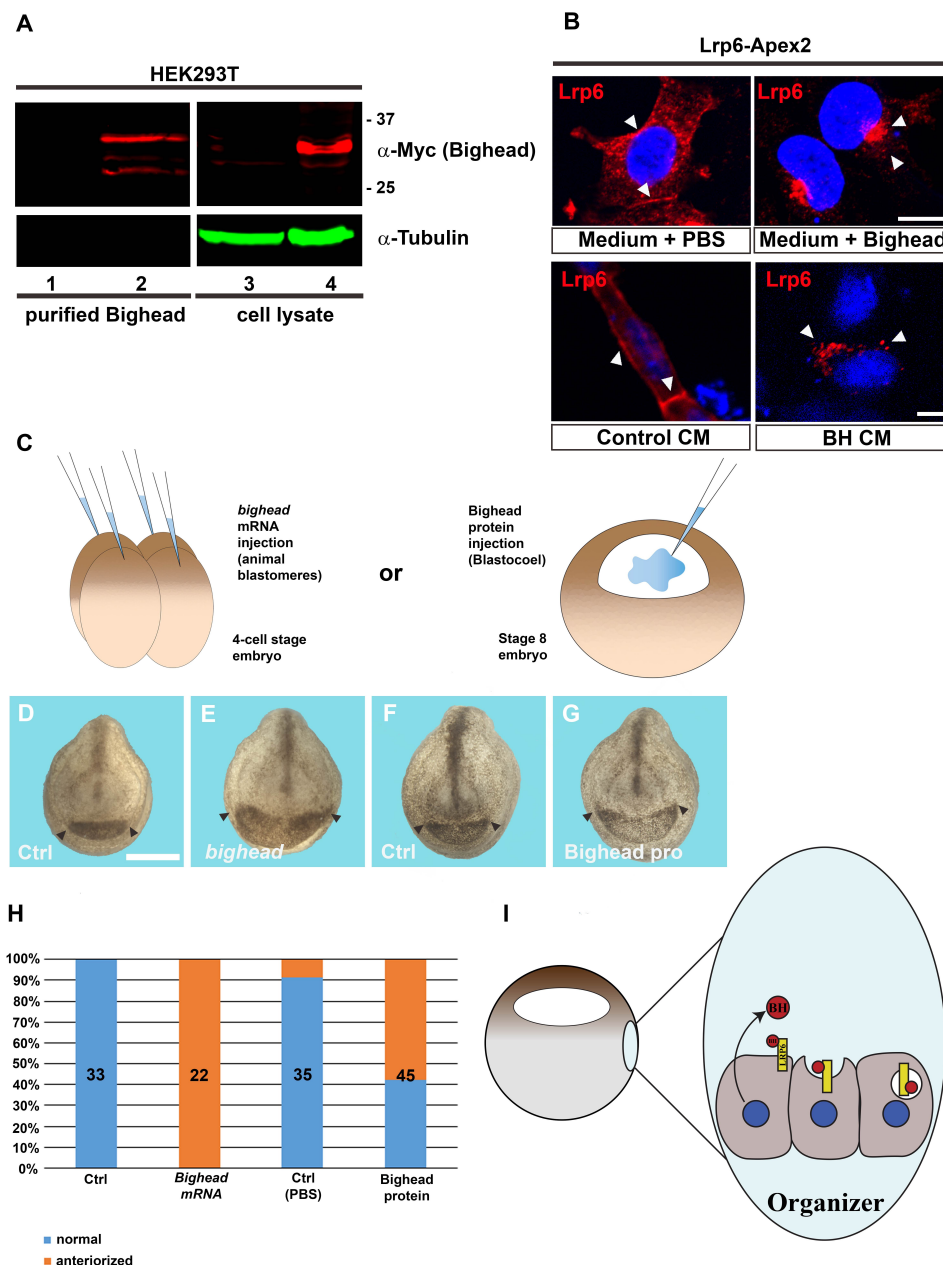 A
HEK293T
- 37
α-Myc (Bighead)
- 25
α-Tubulin
1 2 3 4
purified Bighead cell lysate
B
Lrp6-Apex2
Lrp6 Lrp6
Medium + PBS Medium + Bighead
Lrp6 Lrp6
Control CM BH CM
C
bighead
mRNA
injection
(animal
blastomeres)
4-cell stage
embryo
or
Bighead
protein
injection
(Blastocoel)
Stage 8
embryo
D E F G
Ctrl bighead Ctrl Bighead pro
H
100%
90%
80%
70%
60%
50%
40%
30%
20%
10%
0%
33 22 35 45
Ctrl
Bighead
mRNA
Ctrl
(PBS)
Bighead
protein
normal
anteriorized
I
BH
BH
LRP6
Organizer